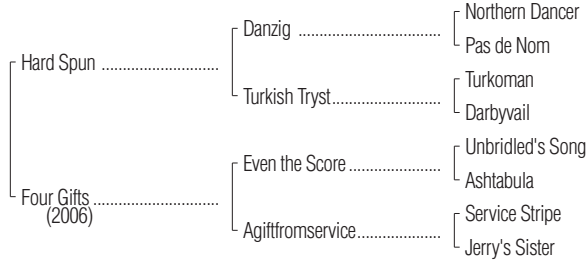 Northern Dancer
Danzig ........................................
Pas de Nom
Hard Spun .................................
Turkoman
Turkish Tryst..............................
Darbyvail
Unbridled's Song
Even the Score ..........................
Ashtabula
Four Gifts...................................
(2006)
Service Stripe
Agiftfromservice.......................
Jerry's Sister